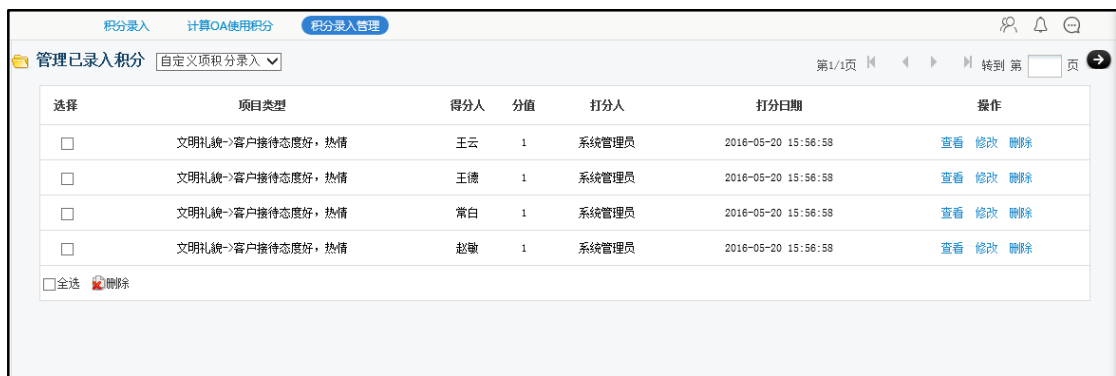 积分录入 计算OA使用积分 积分录入管理
管理已录入积分 自定义项积分录入 第1/1页 转到 第 页
选择 项目类型 得分人 分值 打分人 打分日期 操作
文明礼貌->客户接待态度好，热情 王云 1 系统管理员 2016-05-20 15:56:58 查看 修改 删除
文明礼貌->客户接待态度好，热情 王德 1 系统管理员 2016-05-20 15:56:58 查看 修改 删除
文明礼貌->客户接待态度好，热情 常白 1 系统管理员 2016-05-20 15:56:58 查看 修改 删除
文明礼貌->客户接待态度好，热情 赵敏 1 系统管理员 2016-05-20 15:56:58 查看 修改 删除
全选 删除